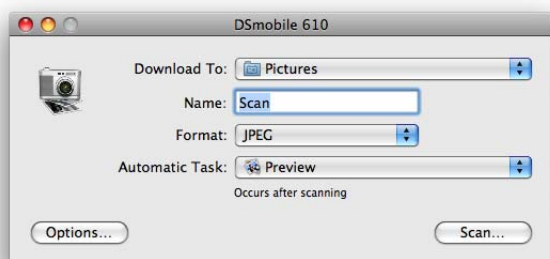 DSmobile 610
Download To: Pictures
Name: Scan
Format: JPEG
Automatic Task: Preview
Occurs after scanning
Options... Scan...